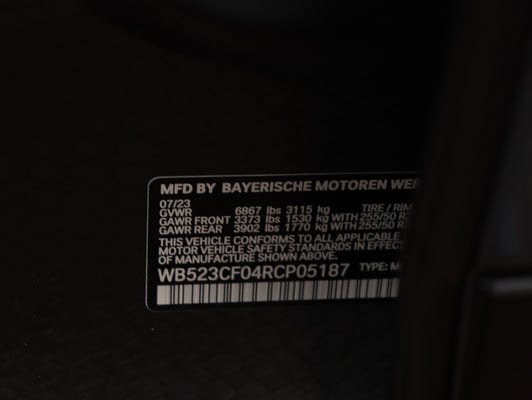 MFD BY BAYERISCHE MOTOREN WER
07/23
GVWR 6867 lbs 3115 kg TIRE / RIM
GAWR FRONT 3373 lbs 1530 kg WITH 255/50 R
GAWR REAR 3902 lbs 1770 kg WITH 255/50 R
THIS VEHICLE CONFORMS TO ALL APPLICABLE
MOTOR VEHICLE SAFETY STANDARDS IN EFFECT
OF MANUFACTURE SHOWN ABOVE.
WB523CF04RCP05187 TYPE: